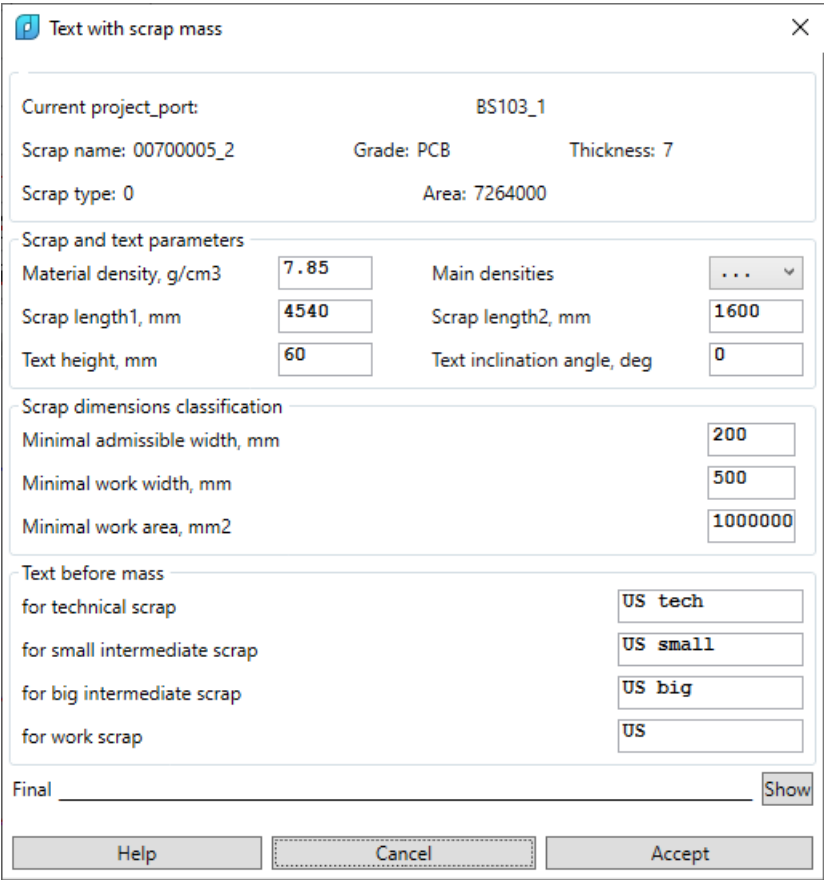 Text with scrap mass
Current project_port: BS103_1
Scrap name: 00700005_2 Grade: PCB Thickness: 7
Scrap type: 0 Area: 7264000
Scrap and text parameters
Material density, g/cm3 7.85 Main densities ...
Scrap length1, mm 4540 Scrap length2, mm 1600
Text height, mm 60 Text inclination angle, deg 0
Scrap dimensions classification
Minimal admissible width, mm 200
Minimal work width, mm 500
Minimal work area, mm2 1000000
Text before mass
for technical scrap US tech
for small intermediate scrap US small
for big intermediate scrap US big
for work scrap US
Final Show
Help Cancel Accept